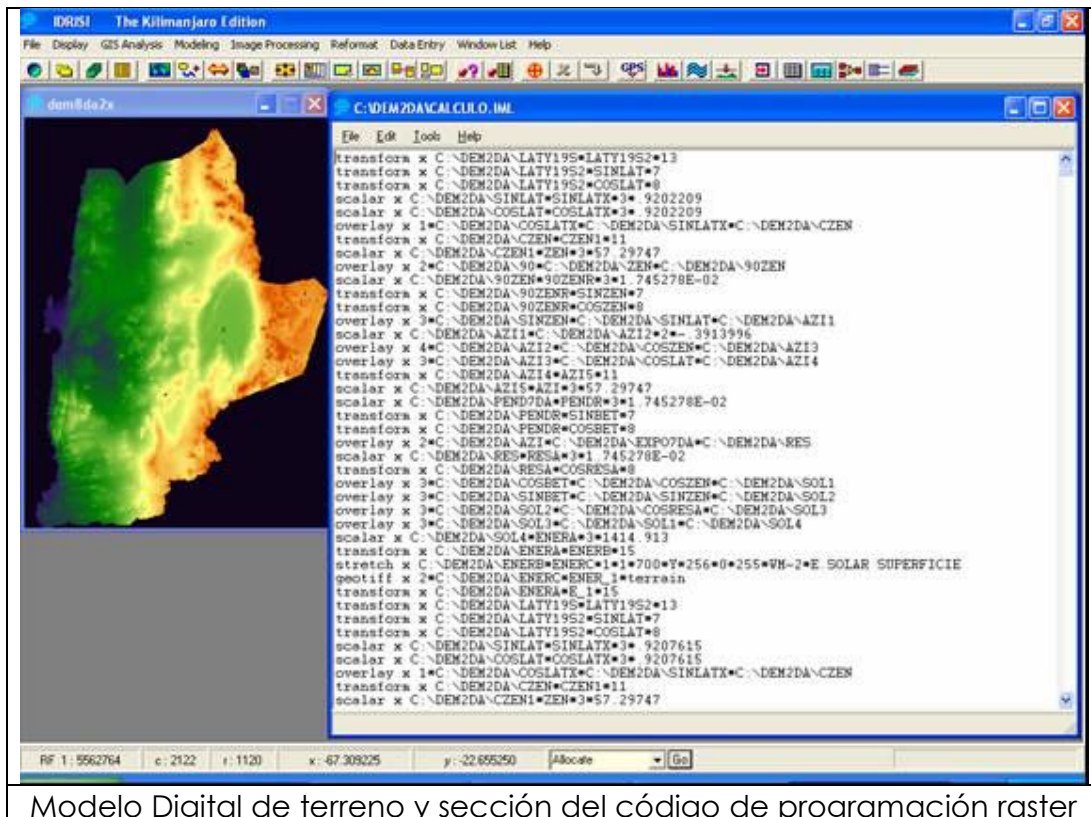 IDRISI The Kilimanjaro Edition
File Display GIS Analysis Modeling Image Processing Reformat Data Entry Window List Help
GPS
dem8da2x
C:\DEM2DA\CALCULO.IML
File Edit Tools Help
transform x C:\DEM2DA\LATY19S*LATY19S2*13
transform x C:\DEM2DA\LATY19S2*SINLAT*7
transform x C:\DEM2DA\LATY19S2*COSLAT*8
scalar x C:\DEM2DA\SINLAT*SINLATX*3*.9202209
scalar x C:\DEM2DA\COSLAT*COSLATX*3*.9202209
overlay x 1*C:\DEM2DA\COSLATX*C:\DEM2DA\SINLATX*C:\DEM2DA\CZEN
transform x C:\DEM2DA\CZEN*CZEN1*11
scalar x C:\DEM2DA\CZEN1*ZEN*3*57.29747
overlay x 2*C:\DEM2DA\90*C:\DEM2DA\ZEN*C:\DEM2DA\90ZEN
scalar x C:\DEM2DA\90ZEN*90ZENR*3*1.745278E-02
transform x C:\DEM2DA\90ZENR*SINZEN*7
transform x C:\DEM2DA\90ZENR*COSZEN*8
overlay x 3*C:\DEM2DA\SINZEN*C:\DEM2DA\SINLAT*C:\DEM2DA\AZI1
scalar x C:\DEM2DA\AZI1*C:\DEM2DA\AZI2*2*-.3913996
overlay x 4*C:\DEM2DA\AZI2*C:\DEM2DA\COSZEN*C:\DEM2DA\AZI3
overlay x 3*C:\DEM2DA\AZI3*C:\DEM2DA\COSLAT*C:\DEM2DA\AZI4
transform x C:\DEM2DA\AZI4*AZI5*11
scalar x C:\DEM2DA\AZI5*AZI*3*57.29747
scalar x C:\DEM2DA\PEND7DA*PENDR*3*1.745278E-02
transform x C:\DEM2DA\PENDR*SINBET*7
transform x C:\DEM2DA\PENDR*COSBET*8
overlay x 2*C:\DEM2DA\AZI*C:\DEM2DA\EXPO7DA*C:\DEM2DA\RES
scalar x C:\DEM2DA\RES*RESA*3*1.745278E-02
transform x C:\DEM2DA\RESA*COSRESA*8
overlay x 3*C:\DEM2DA\COSBET*C:\DEM2DA\COSZEN*C:\DEM2DA\SOL1
overlay x 3*C:\DEM2DA\SINBET*C:\DEM2DA\SINZEN*C:\DEM2DA\SOL2
overlay x 3*C:\DEM2DA\SOL2*C:\DEM2DA\COSRESA*C:\DEM2DA\SOL3
overlay x 1*C:\DEM2DA\SOL3*C:\DEM2DA\SOL1*C:\DEM2DA\SOL4
scalar x C:\DEM2DA\SOL4*ENERA*3*1414.913
transform x C:\DEM2DA\ENERA*ENERB*15
stretch x C:\DEM2DA\ENERB*ENERC*1*1*700*Y*256*0*255*WM-2*E.SOLAR SUPERFICIE
geotiff x 2*C:\DEM2DA\ENERC*ENER_1*terrain
transform x C:\DEM2DA\ENERA*E_1*15
transform x C:\DEM2DA\LATY19S*LATY19S2*13
transform x C:\DEM2DA\LATY19S2*SINLAT*7
transform x C:\DEM2DA\LATY19S2*COSLAT*8
scalar x C:\DEM2DA\SINLAT*SINLATX*3*.9207615
scalar x C:\DEM2DA\COSLAT*COSLATX*3*.9207615
overlay x 1*C:\DEM2DA\COSLATX*C:\DEM2DA\SINLATX*C:\DEM2DA\CZEN
transform x C:\DEM2DA\CZEN*CZEN1*11
scalar x C:\DEM2DA\CZEN1*ZEN*3*57.29747
RF 1 : 5562764 c : 2122 r : 1120 x : -67.309225 y : -22.655250 Allocate Go
Modelo Digital de terreno y sección del código de programación raster